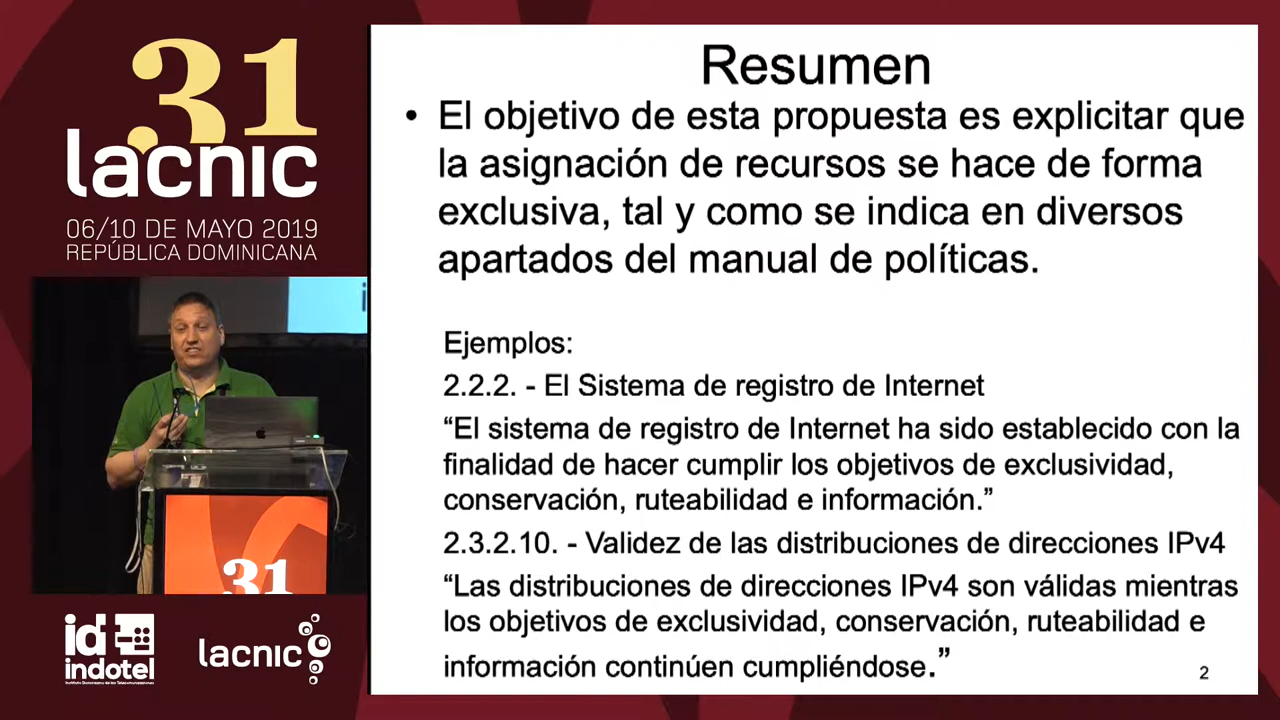 31
lacnic
06/10 DE MAYO 2019
REPÚBLICA DOMINICANA
Resumen
• El objetivo de esta propuesta es explicitar que
la asignación de recursos se hace de forma
exclusiva, tal y como se indica en diversos
apartados del manual de políticas.
Ejemplos:
2.2.2. - El Sistema de registro de Internet
“El sistema de registro de Internet ha sido establecido con la
finalidad de hacer cumplir los objetivos de exclusividad,
conservación, ruteabilidad e información.”
2.3.2.10. - Validez de las distribuciones de direcciones IPv4
“Las distribuciones de direcciones IPv4 son válidas mientras
los objetivos de exclusividad, conservación, ruteabilidad e
información continúen cumpliéndose.”
2
31
id
indotel
lacnic